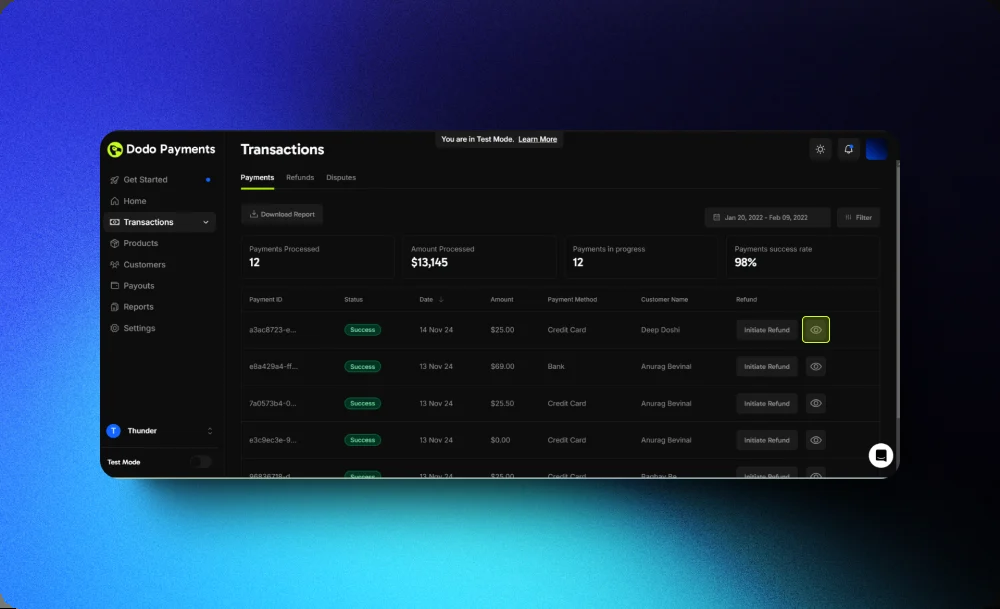 You are in Test Mode. Learn More
Dodo Payments
Transactions
Get Started
Home
Transactions
Products
Customers
Payouts
Reports
Settings
T Thunder
Test Mode
Payments Refunds Disputes
Download Report
Jan 20, 2022 - Feb 09, 2022
Filter
Payments Processed
12
Amount Processed
$13,145
Payments in progress
12
Payments success rate
98%
Payment ID Status Date Amount Payment Method Customer Name Refund
a3ac8723-e... Success 14 Nov 24 $25.00 Credit Card Deep Doshi Initiate Refund
e8a429a4-ff... Success 13 Nov 24 $69.00 Bank Anurag Bevinal Initiate Refund
7a0573b4-0... Success 13 Nov 24 $25.50 Credit Card Anurag Bevinal Initiate Refund
e3c9ec3e-9... Success 13 Nov 24 $0.00 Credit Card Anurag Bevinal Initiate Refund
Success 13 Nov 24 $25.00 Credit Card Initiate Refund